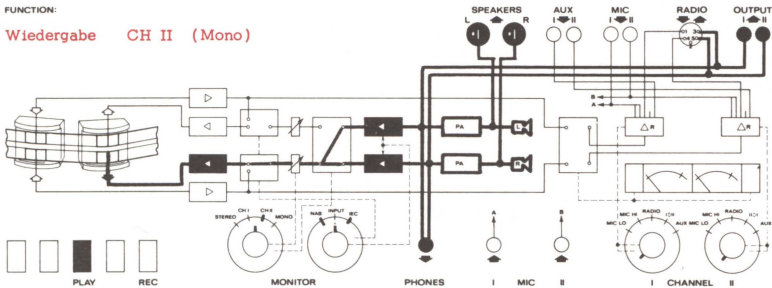 FUNCTION:
Wiedergabe CH II (Mono)
SPEAKERS
L R
AUX
I II
MIC
I II
RADIO
OUTPUT
I II
B
A
R
R
PA
L
PA
R
STEREO
CH I
CH II
MONO
NAB
INPUT
IEC
A
B
MIC LO
MIC HI
RADIO
AUX
MIC LO
MIC HI
RADIO
AUX
PLAY REC MONITOR PHONES I MIC II I CHANNEL II